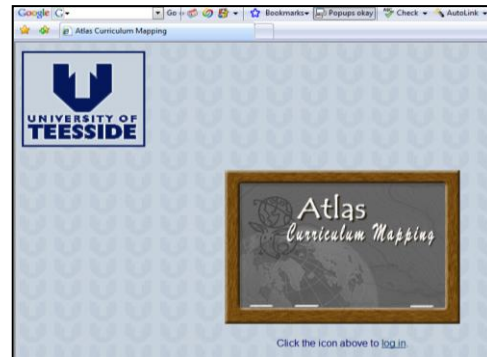 Google G Go Bookmarks Popups okay Check AutoLink
Atlas Curriculum Mapping
UNIVERSITY OF
TEESSIDE
Atlas
Curriculum Mapping
Click the icon above to log in.